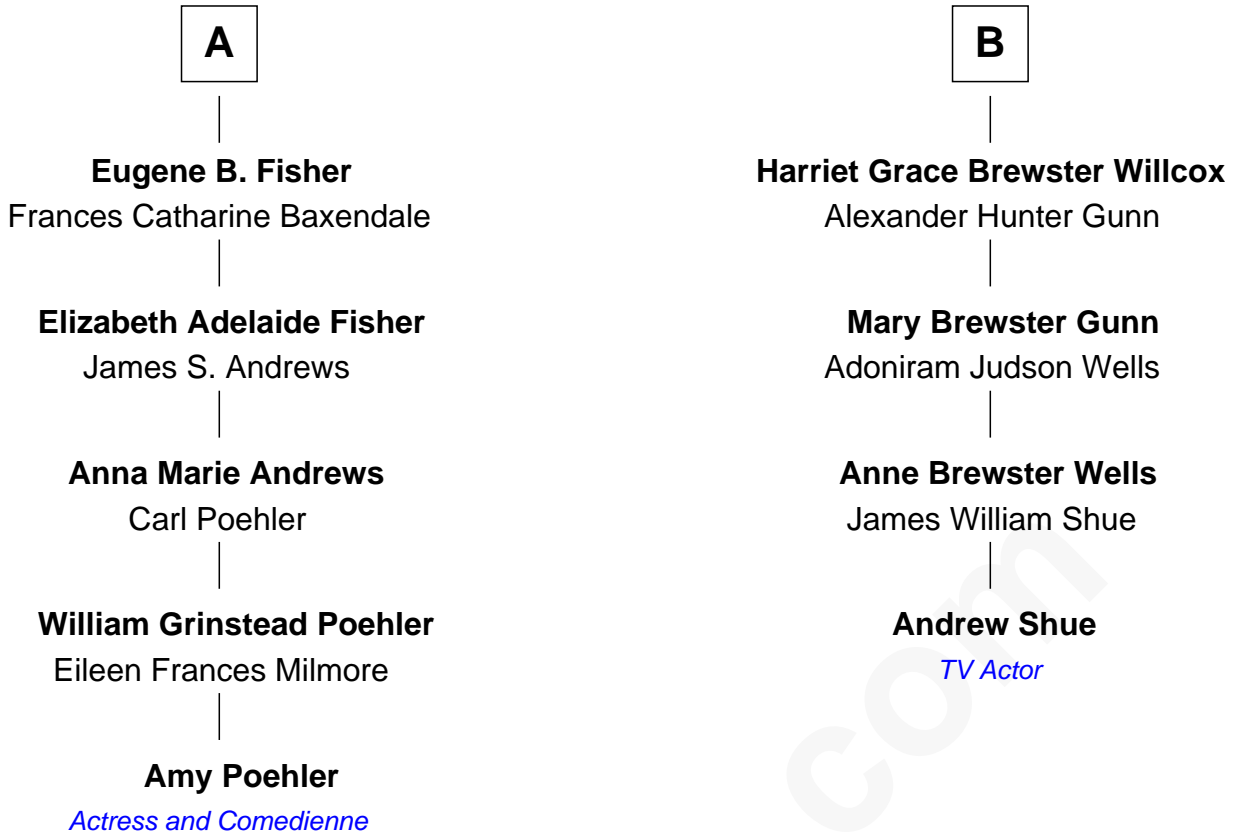 A
Eugene B. Fisher
Frances Catharine Baxendale
Elizabeth Adelaide Fisher
James S. Andrews
Anna Marie Andrews
Carl Poehler
William Grinstead Poehler
Eileen Frances Milmore
Amy Poehler
Actress and Comedienne
B
Harriet Grace Brewster Willcox
Alexander Hunter Gunn
Mary Brewster Gunn
Adoniram Judson Wells
Anne Brewster Wells
James William Shue
Andrew Shue
TV Actor
com